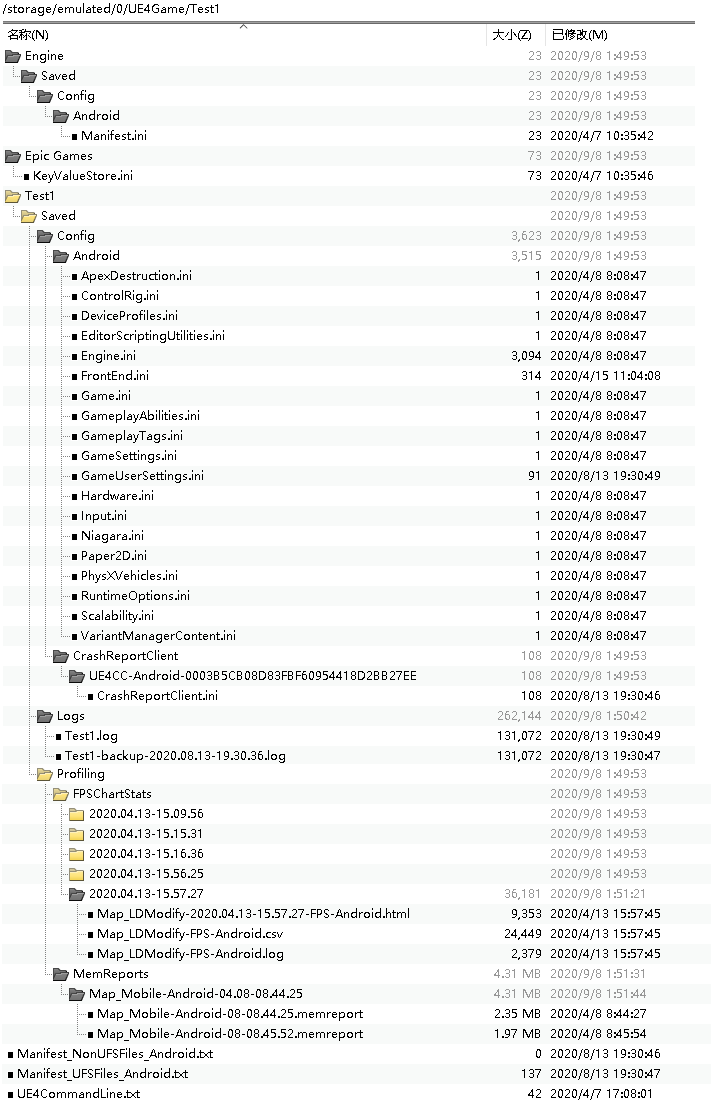 /storage/emulated/0/UE4Game/Test1
名称(N) 大小(Z) 已修改(M)
Engine 23 2020/9/8 1:49:53
Saved 23 2020/9/8 1:49:53
Config 23 2020/9/8 1:49:53
Android 23 2020/9/8 1:49:53
Manifest.ini 23 2020/4/7 10:35:42
Epic Games 73 2020/9/8 1:49:53
KeyValueStore.ini 73 2020/4/7 10:35:46
Test1 2020/9/8 1:49:53
Saved 2020/9/8 1:49:53
Config 3,623 2020/9/8 1:49:53
Android 3,515 2020/9/8 1:49:53
ApexDestruction.ini 1 2020/4/8 8:08:47
ControlRig.ini 1 2020/4/8 8:08:47
DeviceProfiles.ini 1 2020/4/8 8:08:47
EditorScriptingUtilities.ini 1 2020/4/8 8:08:47
Engine.ini 3,094 2020/4/8 8:08:47
FrontEnd.ini 314 2020/4/15 11:04:08
Game.ini 1 2020/4/8 8:08:47
GameplayAbilities.ini 1 2020/4/8 8:08:47
GameplayTags.ini 1 2020/4/8 8:08:47
GameSettings.ini 1 2020/4/8 8:08:47
GameUserSettings.ini 91 2020/8/13 19:30:49
Hardware.ini 1 2020/4/8 8:08:47
Input.ini 1 2020/4/8 8:08:47
Niagara.ini 1 2020/4/8 8:08:47
Paper2D.ini 1 2020/4/8 8:08:47
PhysXVehicles.ini 1 2020/4/8 8:08:47
RuntimeOptions.ini 1 2020/4/8 8:08:47
Scalability.ini 1 2020/4/8 8:08:47
VariantManagerContent.ini 1 2020/4/8 8:08:47
CrashReportClient 108 2020/9/8 1:49:53
UE4CC-Android-0003B5CB08D83FBF60954418D2BB27EE 108 2020/9/8 1:49:53
CrashReportClient.ini 108 2020/8/13 19:30:46
Logs 262,144 2020/9/8 1:50:42
Test1.log 131,072 2020/8/13 19:30:49
Test1-backup-2020.08.13-19.30.36.log 131,072 2020/8/13 19:30:47
Profiling 2020/9/8 1:49:53
FPSChartStats 2020/9/8 1:49:53
2020.04.13-15.09.56 2020/9/8 1:49:53
2020.04.13-15.15.31 2020/9/8 1:49:53
2020.04.13-15.16.36 2020/9/8 1:49:53
2020.04.13-15.56.25 2020/9/8 1:49:53
2020.04.13-15.57.27 36,181 2020/9/8 1:51:21
Map_LDModify-2020.04.13-15.57.27-FPS-Android.html 9,353 2020/4/13 15:57:45
Map_LDModify-FPS-Android.csv 24,449 2020/4/13 15:57:45
Map_LDModify-FPS-Android.log 2,379 2020/4/13 15:57:45
MemReports 4.31 MB 2020/9/8 1:51:31
Map_Mobile-Android-04.08-08.44.25 4.31 MB 2020/9/8 1:51:44
Map_Mobile-Android-08-08.44.25.memreport 2.35 MB 2020/4/8 8:44:27
Map_Mobile-Android-08-08.45.52.memreport 1.97 MB 2020/4/8 8:45:54
Manifest_NonUFSFiles_Android.txt 0 2020/8/13 19:30:46
Manifest_UFSFiles_Android.txt 137 2020/8/13 19:30:47
UE4CommandLine.txt 42 2020/4/7 17:08:01